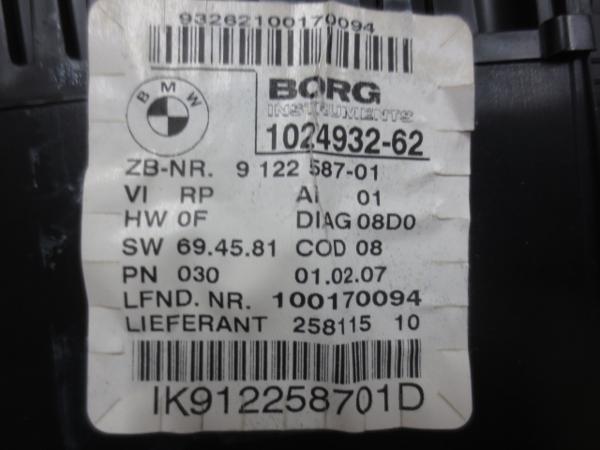 93262100170094
BMW
BORG
INSTRUMENTS
1024932-62
ZB-NR. 9 122 587-01
VI RP AI 01
HW 0F DIAG 08D0
SW 69.45.81 COD 08
PN 030 01.02.07
LFND. NR. 100170094
LIEFERANT 258115 10
IK912258701D